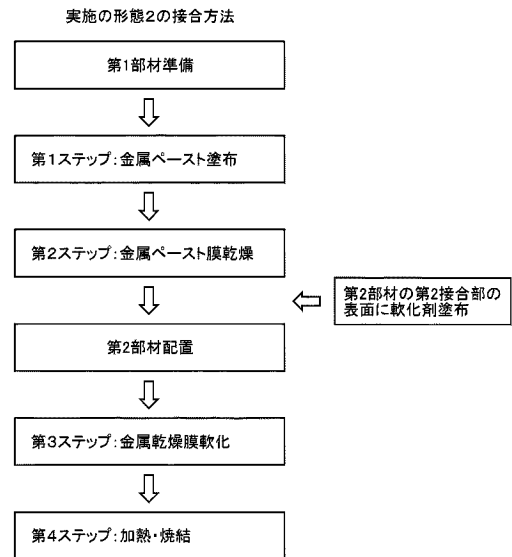 実施の形態２の接合方法
第1部材準備
第１ステップ：金属ペースト塗布
第２ステップ：金属ペースト膜乾燥
第２部材の第２接合部の
表面に軟化剤塗布
第２部材配置
第３ステップ：金属乾燥膜軟化
第４ステップ：加熱・焼結